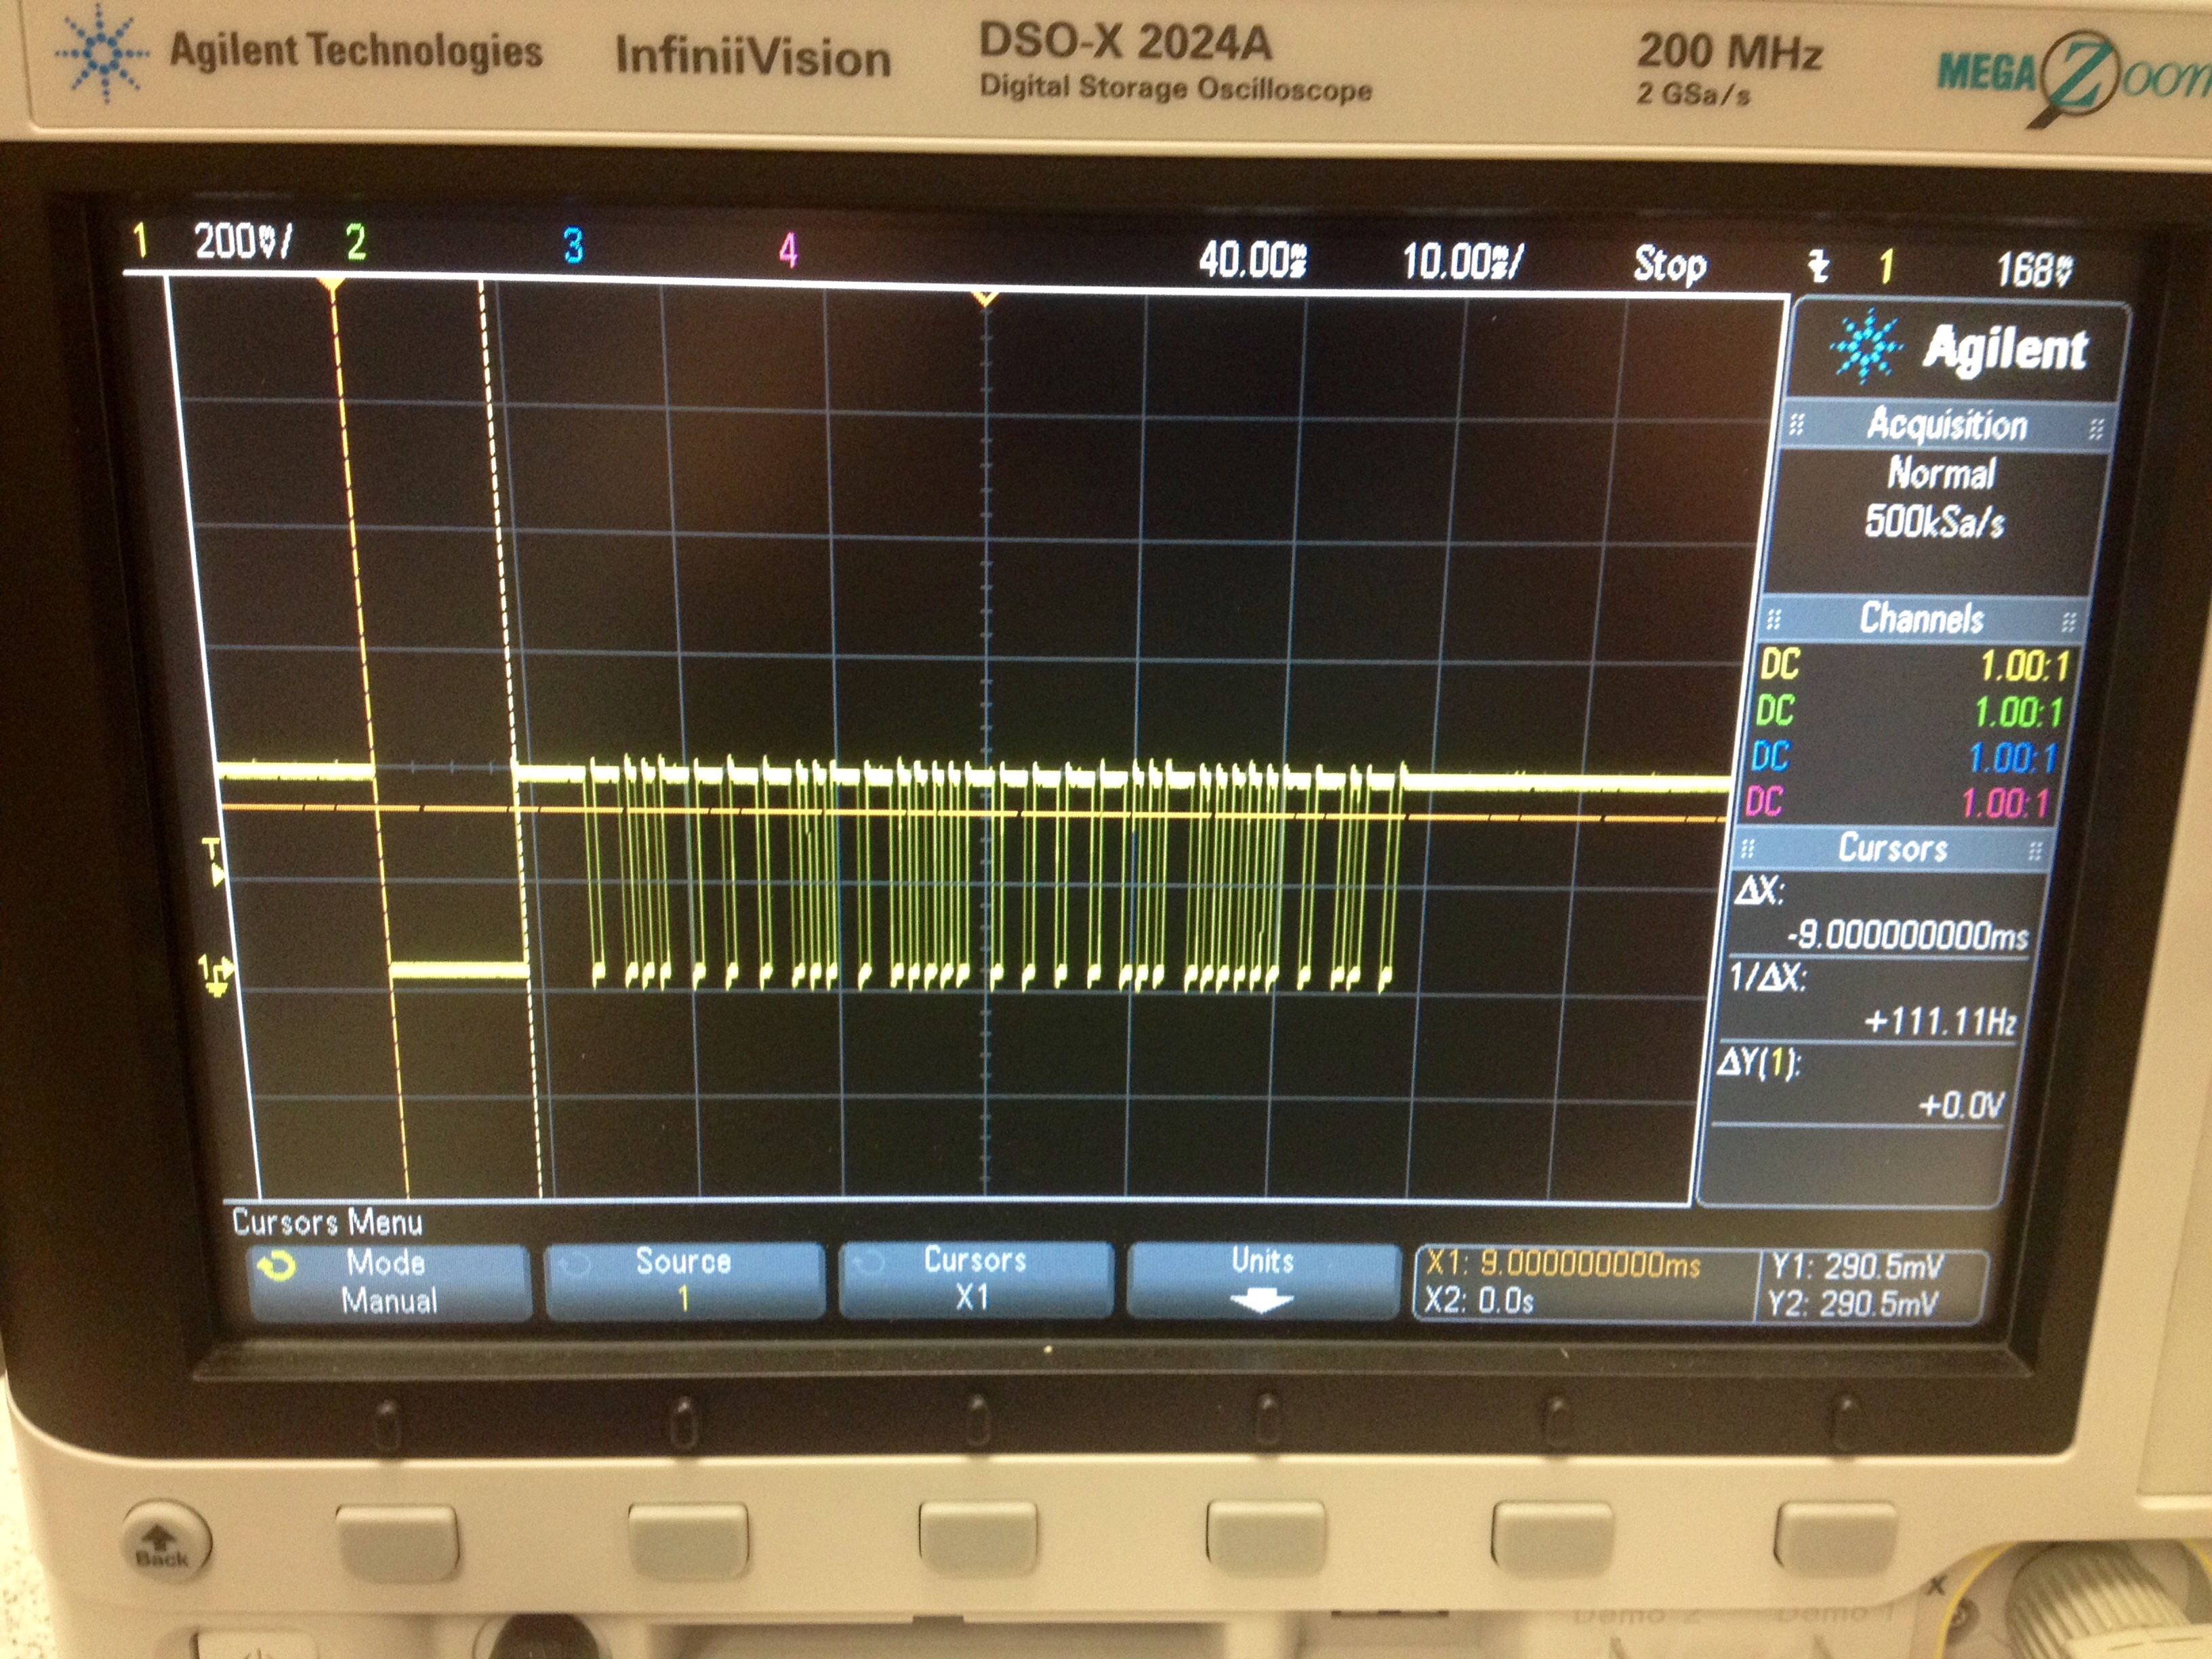 Agilent Technologies InfiniiVision DSO-X 2024A 200 MHz MEGA Zoom
Digital Storage Oscilloscope 2 GSa/s
1 200mV/ 2 3 4 40.00ms 10.00ms/ Stop 1 168mV
Agilent
Acquisition
Normal
500kSa/s
Channels
DC 1.00:1
DC 1.00:1
DC 1.00:1
DC 1.00:1
T
Cursors
ΔX:
-9.000000000ms
1/ΔX:
+111.11Hz
ΔY(1):
+0.0V
Cursors Menu
Mode
Manual
Source
1
Cursors
X1
Units
X1: 9.000000000ms
X2: 0.0s
Y1: 290.5mV
Y2: 290.5mV
Back
X
Demo 2 Demo 1